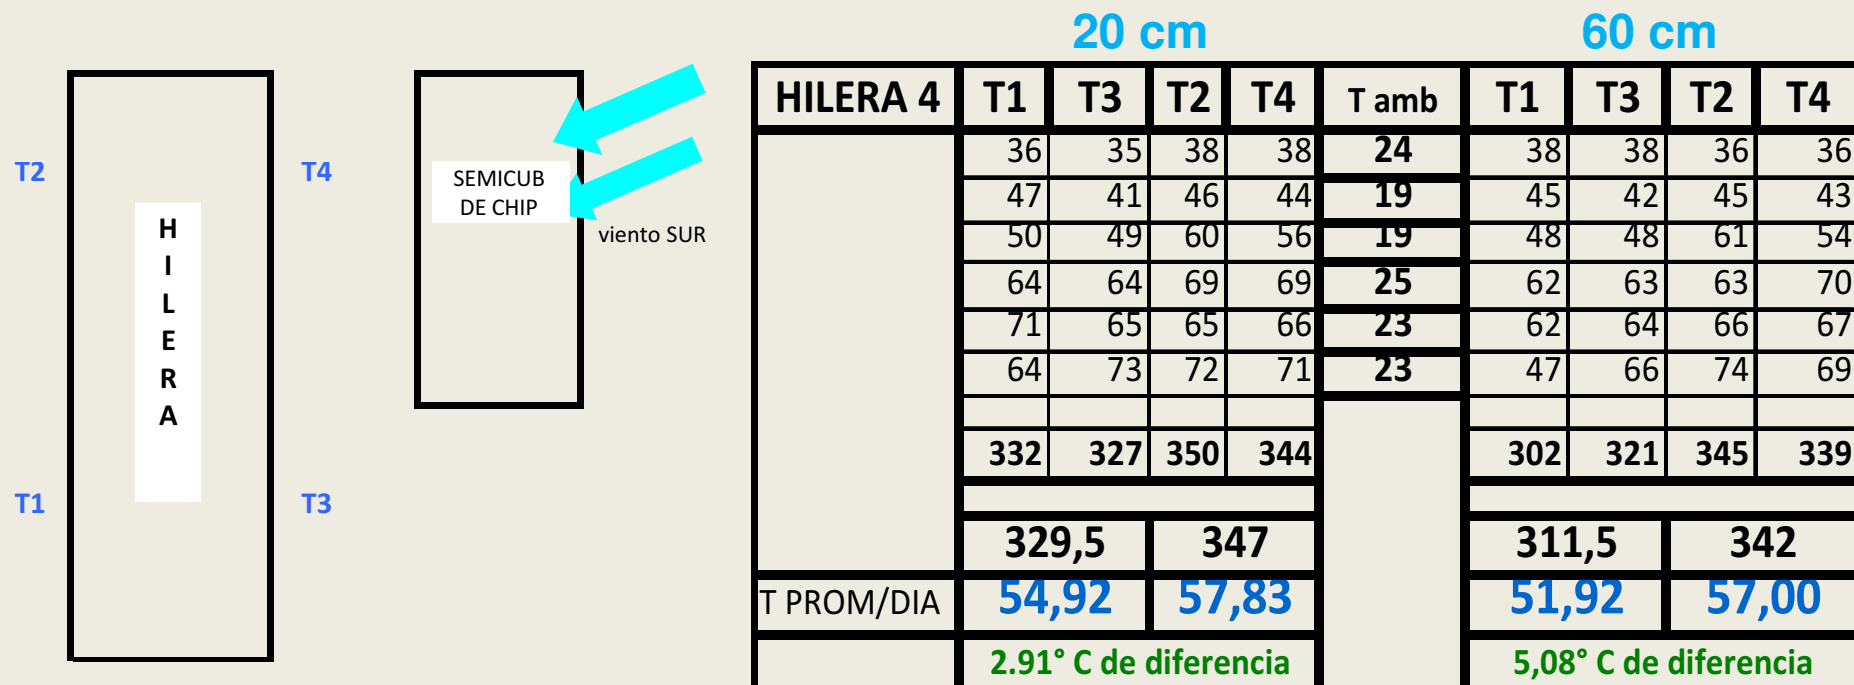 20 cm 60 cm
HILERA 4 T1 T3 T2 T4 T amb T1 T3 T2 T4
36 35 38 38 24 38 38 36 36
47 41 46 44 19 45 42 45 43
50 49 60 56 19 48 48 61 54
64 64 69 69 25 62 63 63 70
71 65 65 66 23 62 64 66 67
64 73 72 71 23 47 66 74 69
332 327 350 344 302 321 345 339
329,5 347 311,5 342
T PROM/DIA 54,92 57,83 51,92 57,00
2.91° C de diferencia 5,08° C de diferencia
T2
T4
H
I
L
E
R
A
T1
T3
SEMICUB
DE CHIP
viento SUR